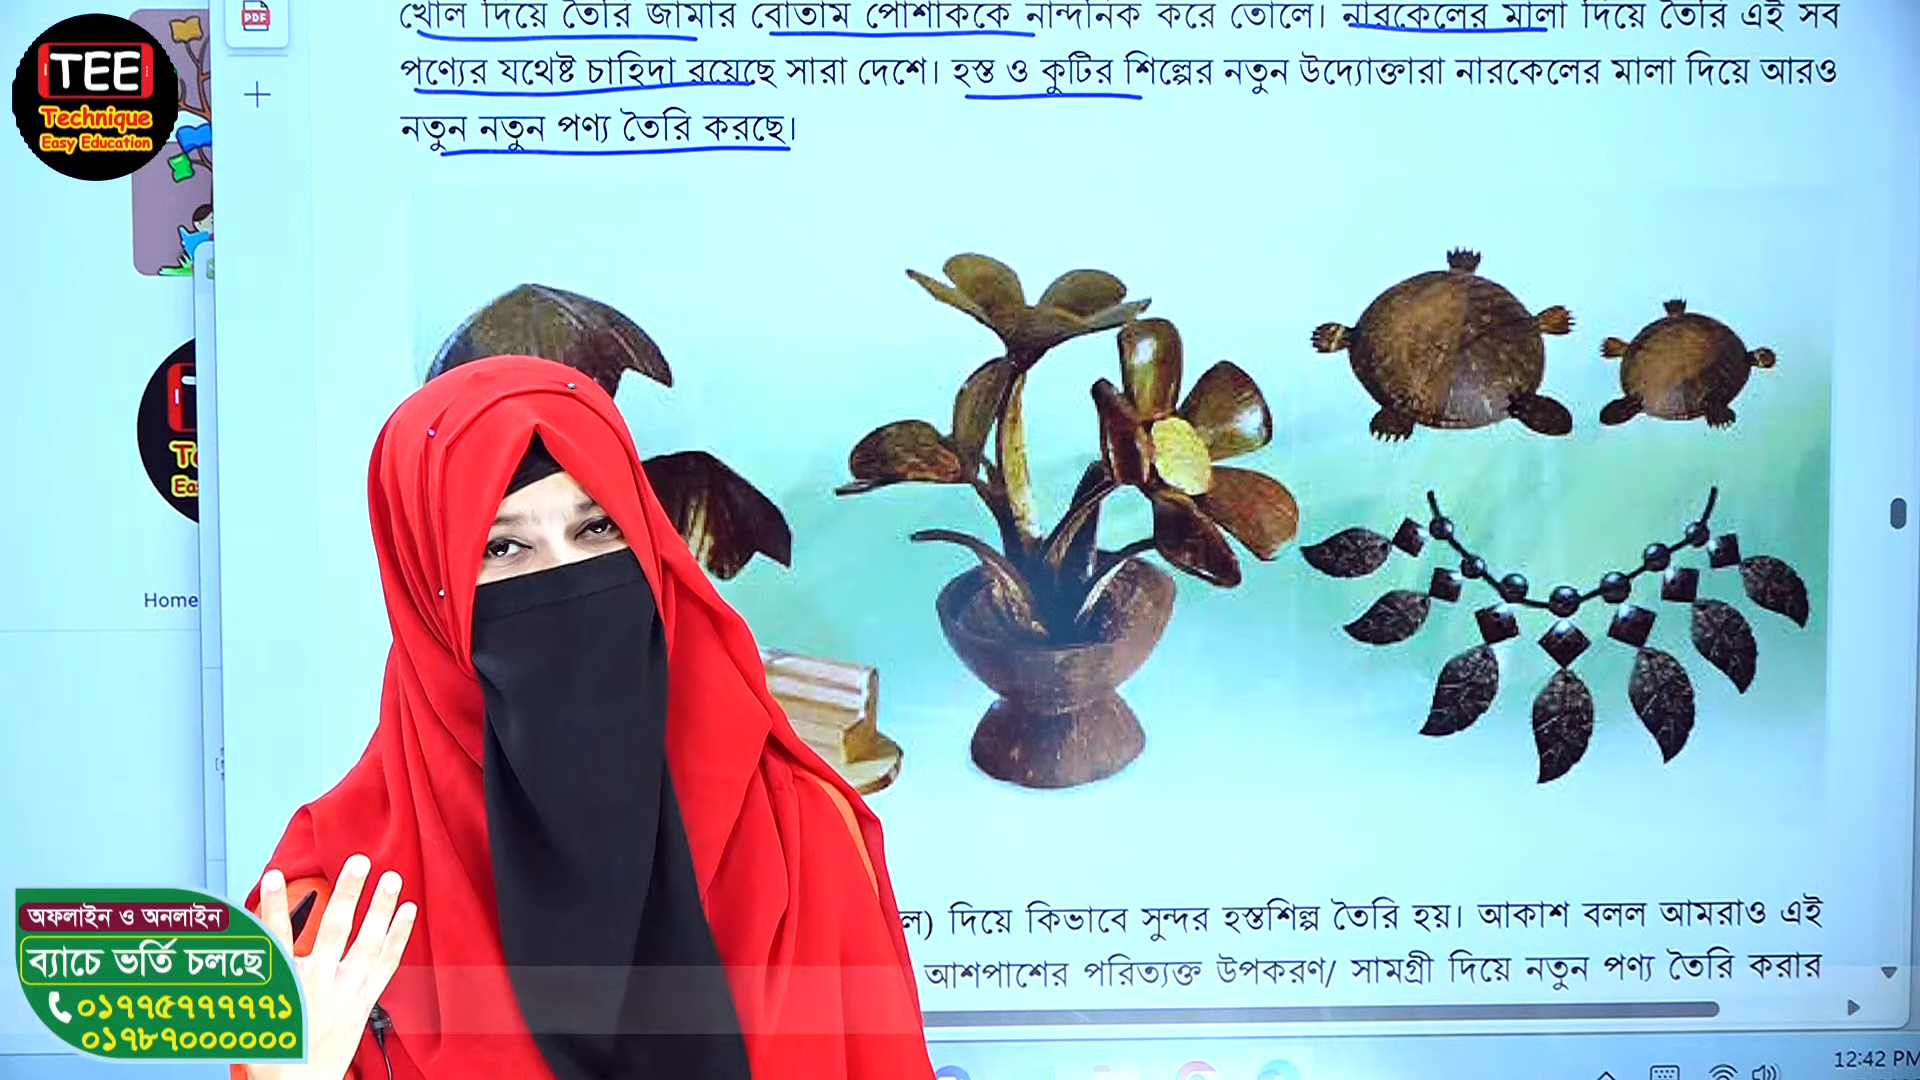 খোল দিয়ে তৈরি জামার বোতাম পোশাককে নান্দনিক করে তোলে। নারকেলের মালা দিয়ে তৈরি এই সব
পণ্যের যথেষ্ট চাহিদা রয়েছে সারা দেশে। হস্ত ও কুটির শিল্পের নতুন উদ্যোক্তারা নারকেলের মালা দিয়ে আরও
নতুন নতুন পণ্য তৈরি করছে।
TEE
Technique
Easy Education
PDF
Home
দিয়ে কিভাবে সুন্দর হস্তশিল্প তৈরি হয়। আকাশ বলল আমরাও এই
আশপাশের পরিত্যক্ত উপকরণ/ সামগ্রী দিয়ে নতুন পণ্য তৈরি করার
অফলাইন ও অনলাইন
ব্যাচে ভর্তি চলছে
০১৭৭৫৭৭৭৭৭১
০১৭৮৭০০০০০০
12:42 PM